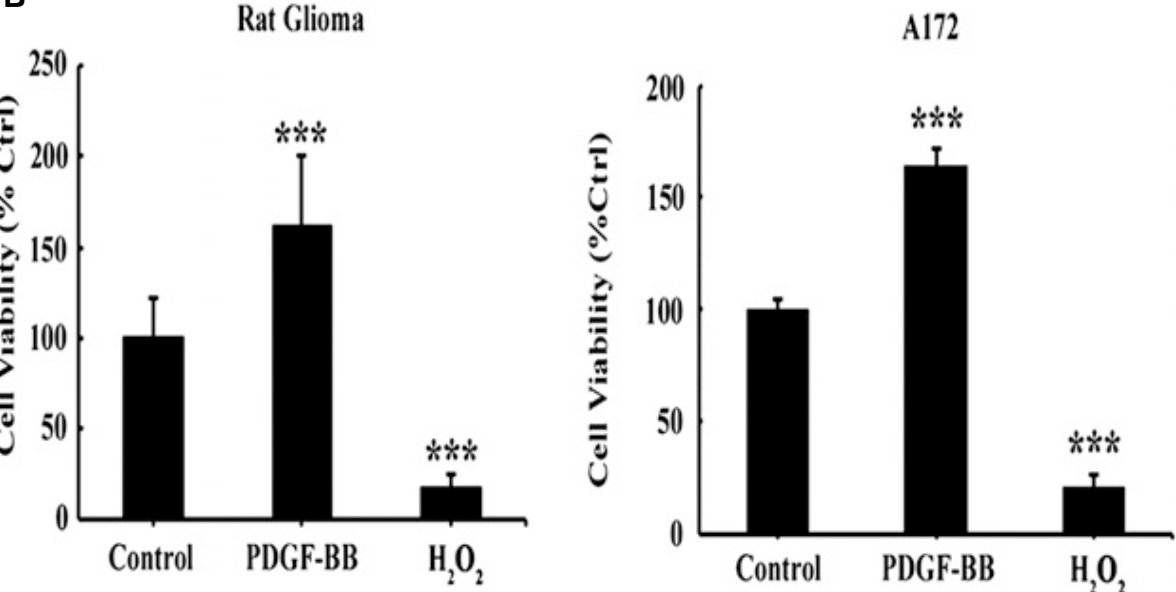 B
Rat Glioma
Cell Viability (% Ctrl)
250
200
150
100
50
0
***
***
Control
PDGF-BB
H₂O₂
A172
Cell Viability (%Ctrl)
200
150
100
50
0
***
***
Control
PDGF-BB
H₂O₂